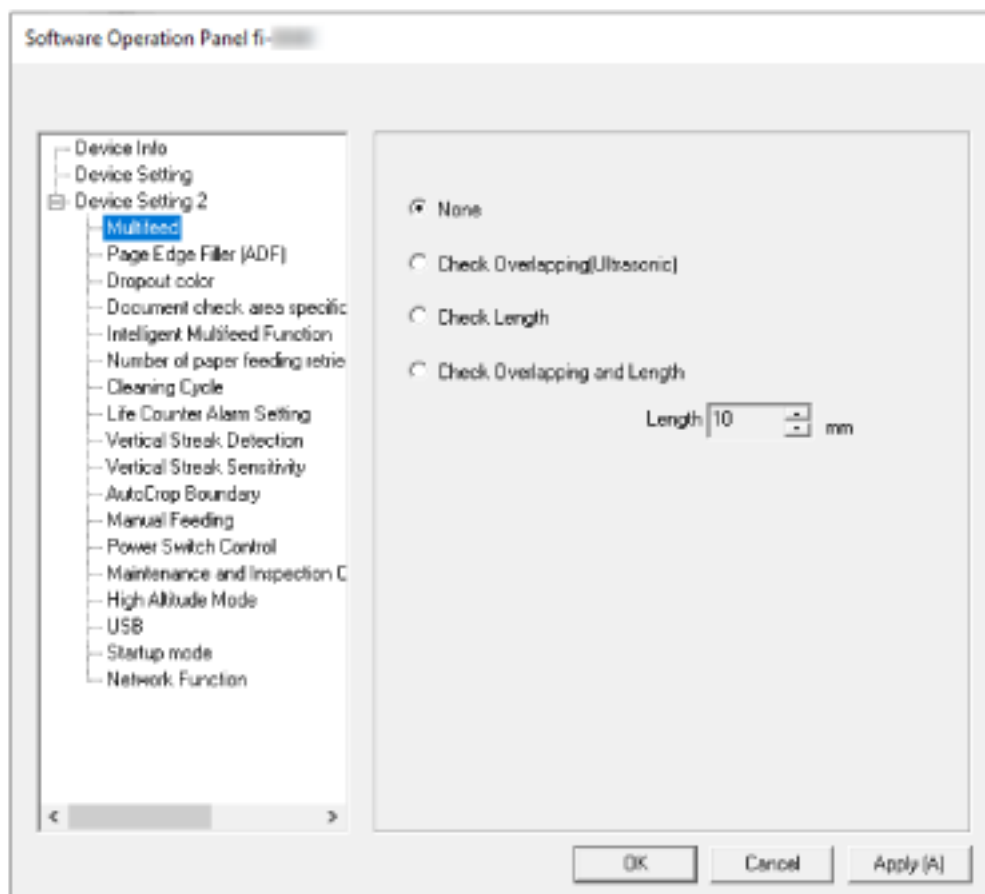 Software Operation Panel fi-
Device Info
Device Setting
Device Setting 2
Multifeed
Page Edge Filler (ADF)
Dropout color
Document check area specific
Intelligent Multifeed Function
Number of paper feeding retrie
Cleaning Cycle
Life Counter Alarm Setting
Vertical Streak Detection
Vertical Streak Sensitivity
AutoCrop Boundary
Manual Feeding
Power Switch Control
Maintenance and Inspection C
High Altitude Mode
USB
Startup mode
Network Function
None
Check Overlapping(Ultrasonic)
Check Length
Check Overlapping and Length
Length 10 mm
OK Cancel Apply (A)